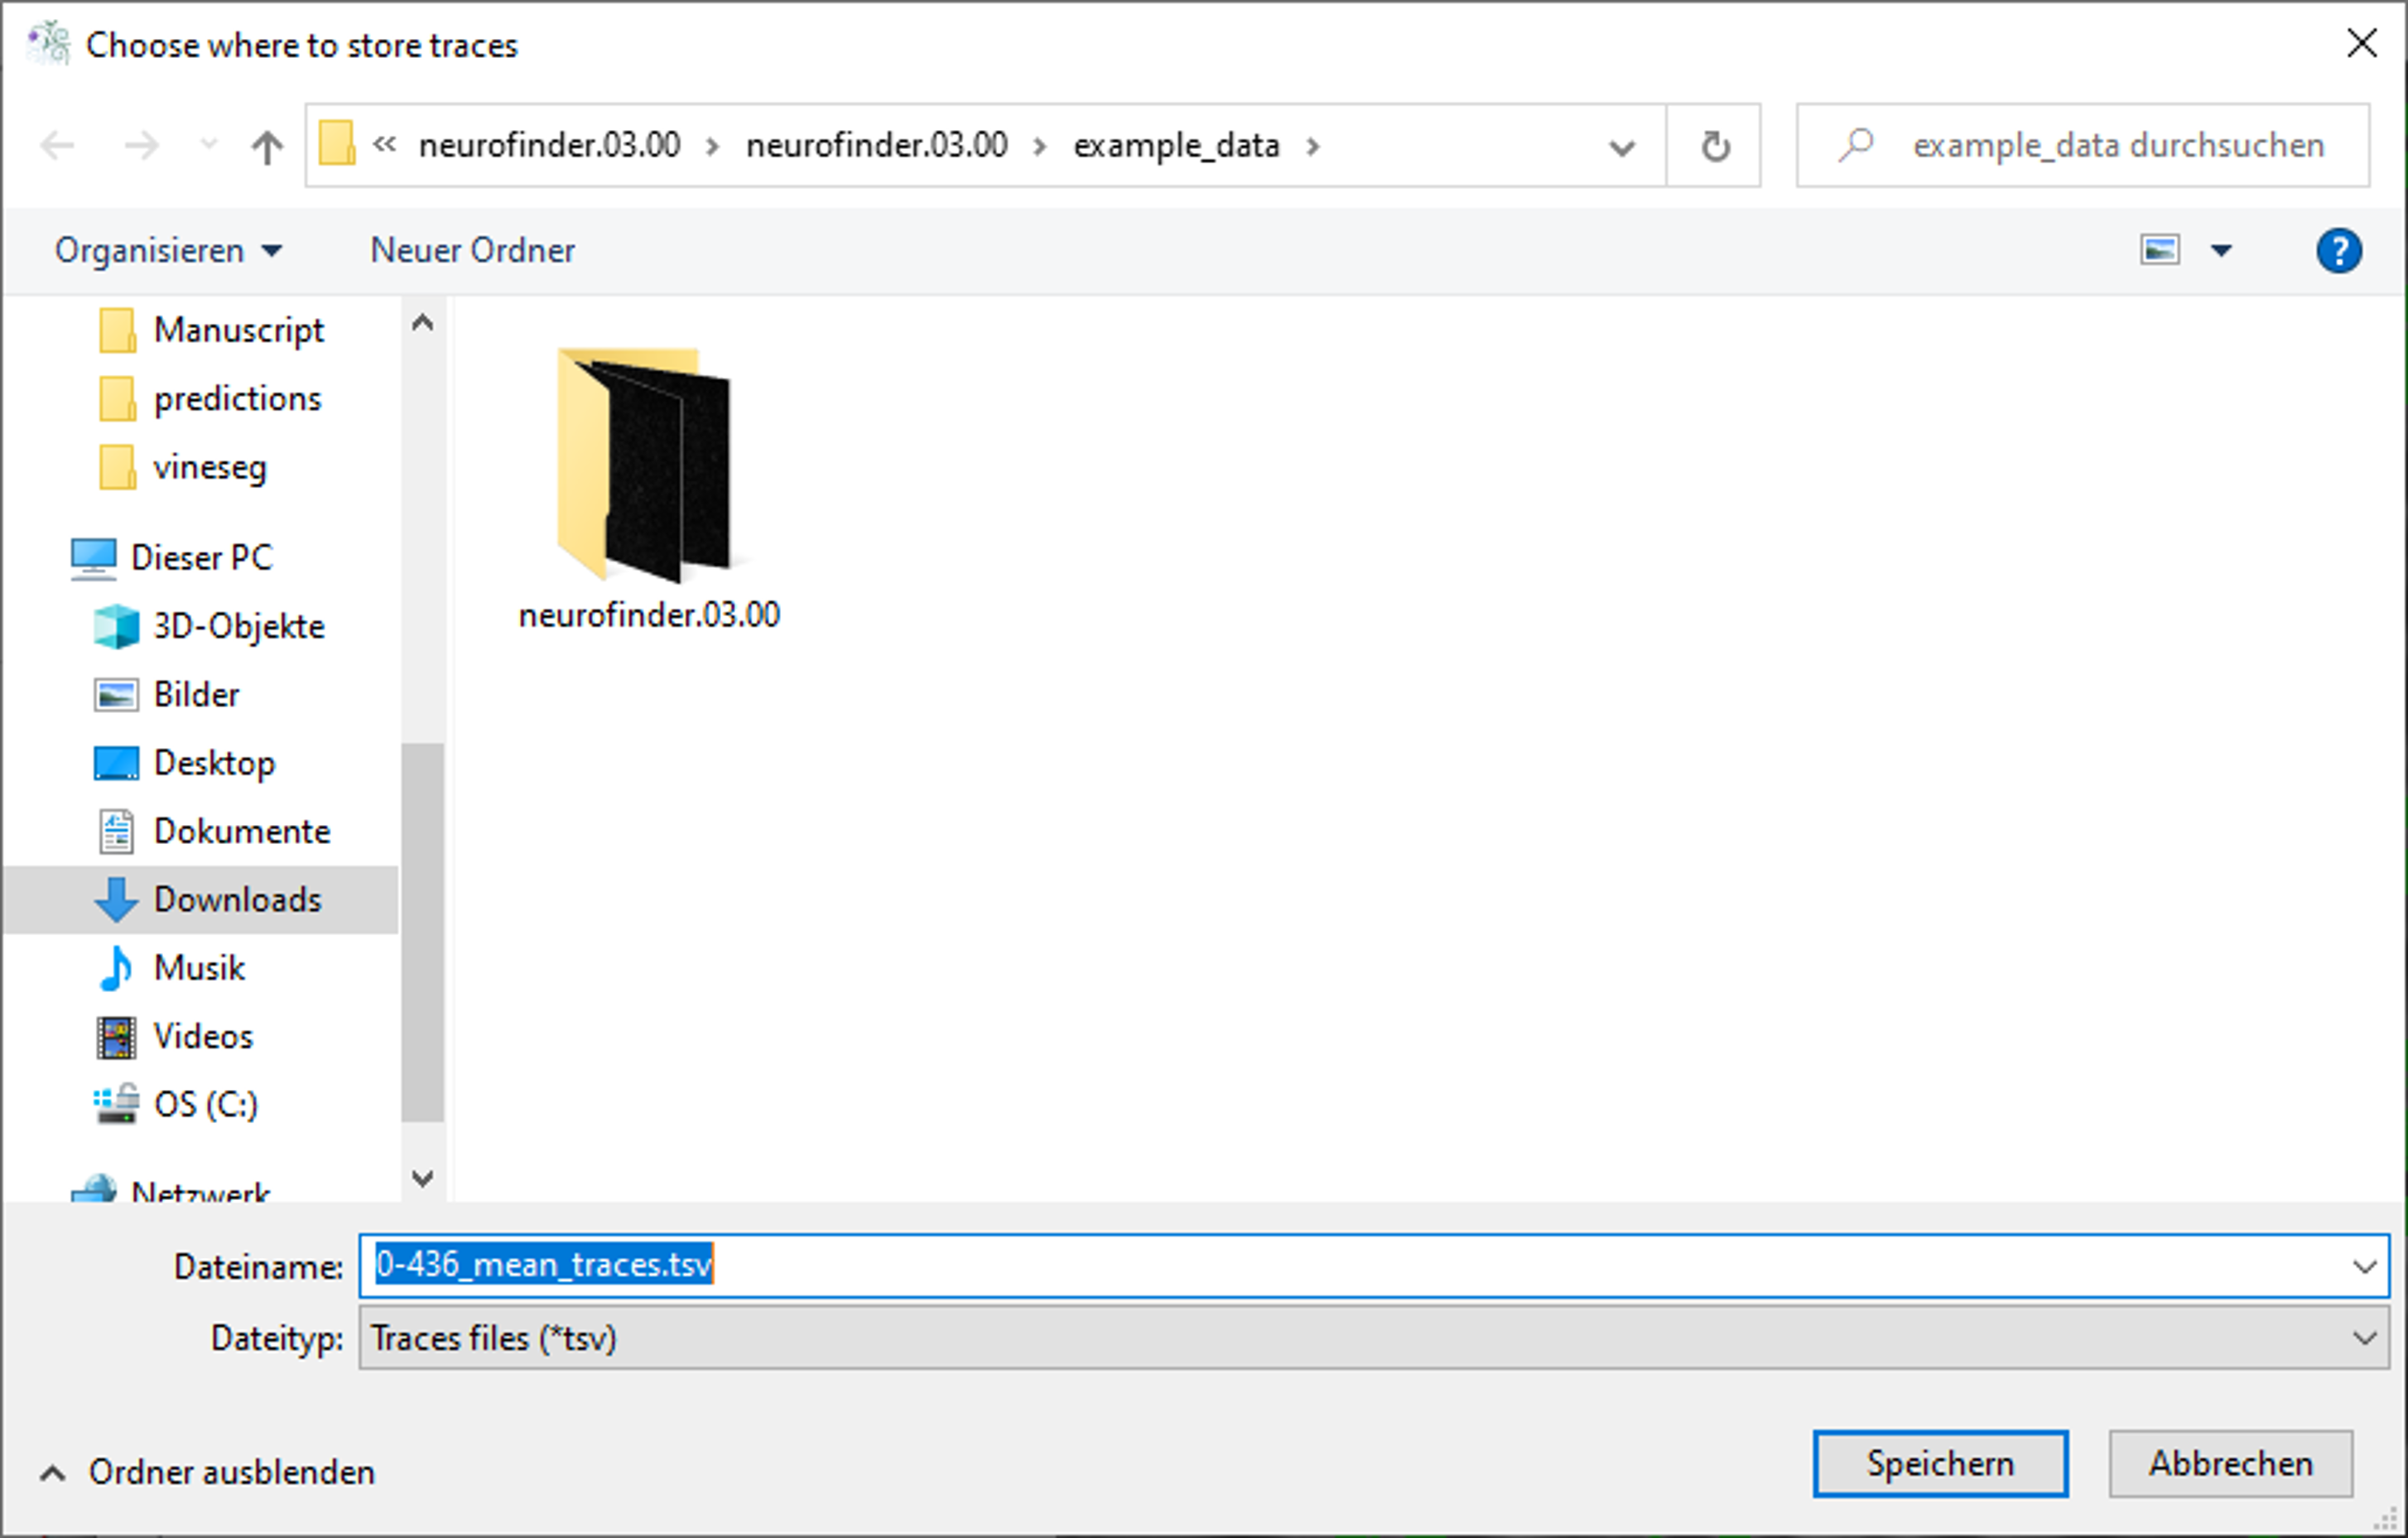 Choose where to store traces
« neurofinder.03.00 › neurofinder.03.00 › example_data ›
example_data durchsuchen
Organisieren
Neuer Ordner
Manuscript
predictions
vineseg
Dieser PC
3D-Objekte
Bilder
Desktop
Dokumente
Downloads
Musik
Videos
OS (C:)
Netzwerk
neurofinder.03.00
Dateiname: 0-436_mean_traces.tsv
Dateityp: Traces files (*tsv)
Ordner ausblenden
Speichern
Abbrechen